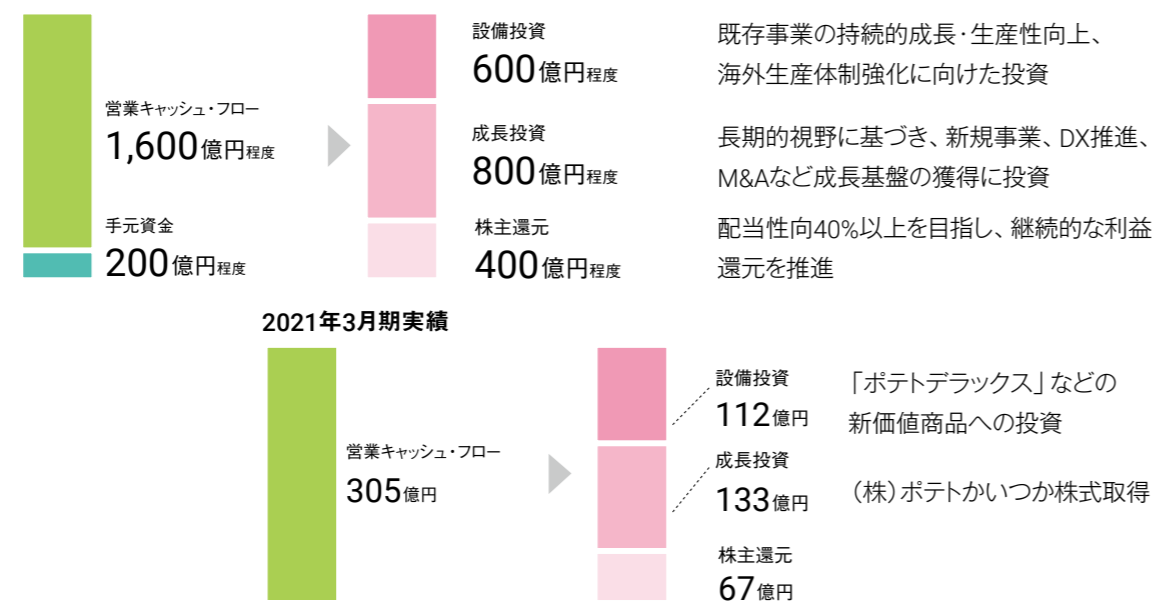 営業キャッシュ・フロー
1,600億円程度
手元資金
200億円程度
設備投資
600億円程度
既存事業の持続的成長・生産性向上、
海外生産体制強化に向けた投資
成長投資
800億円程度
長期的視野に基づき、新規事業、DX推進、
M&Aなど成長基盤の獲得に投資
株主還元
400億円程度
配当性向40%以上を目指し、継続的な利益
還元を推進
2021年3月期実績
営業キャッシュ・フロー
305億円
設備投資
112億円
「ポテトデラックス」などの
新価値商品への投資
成長投資
133億円
(株)ポテトかいつか株式取得
株主還元
67億円